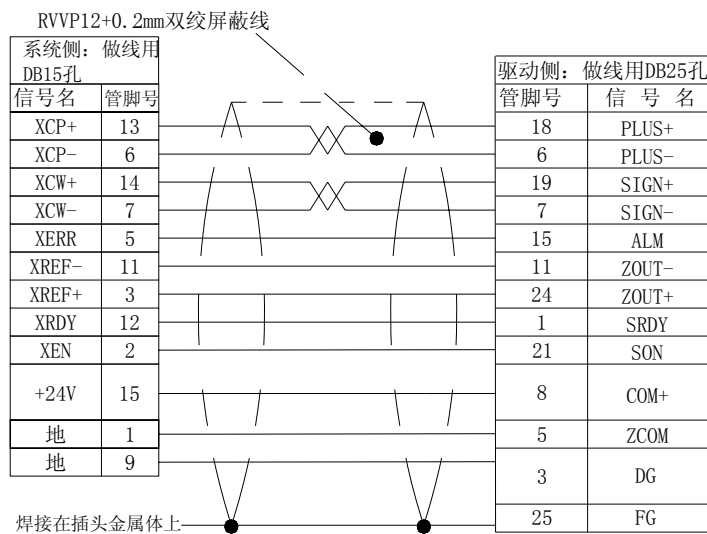 RVVP12+0.2mm双绞屏蔽线
系统侧：做线用
DB15孔
信号名 管脚号
XCP+ 13
XCP- 6
XCW+ 14
XCW- 7
XERR 5
XREF- 11
XREF+ 3
XRDY 12
XEN 2
+24V 15
地 1
地 9
驱动侧：做线用DB25孔
管脚号 信 号 名
18 PLUS+
6 PLUS-
19 SIGN+
7 SIGN-
15 ALM
11 ZOUT-
24 ZOUT+
1 SRDY
21 SON
8 COM+
5 ZCOM
3 DG
25 FG
焊接在插头金属体上